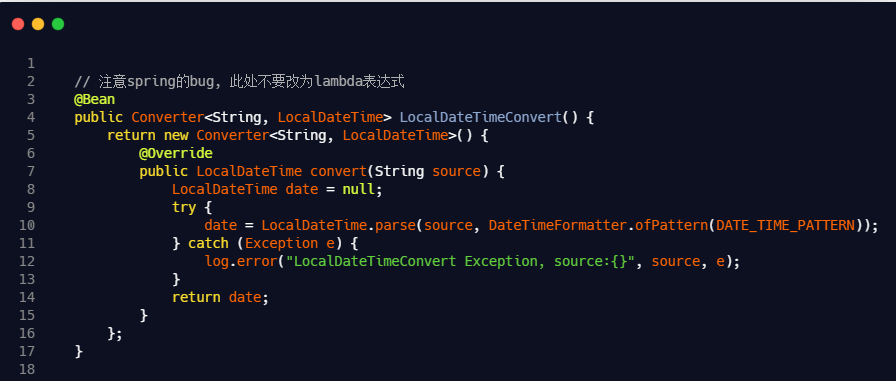 1
2 // 注意spring的bug，此处不要改为lambda表达式
3 @Bean
4 public Converter<String, LocalDateTime> LocalDateTimeConvert() {
5     return new Converter<String, LocalDateTime>() {
6         @Override
7         public LocalDateTime convert(String source) {
8             LocalDateTime date = null;
9             try {
10                 date = LocalDateTime.parse(source, DateTimeFormatter.ofPattern(DATE_TIME_PATTERN));
11             } catch (Exception e) {
12                 log.error("LocalDateTimeConvert Exception, source:{}", source, e);
13             }
14             return date;
15         }
16     };
17 }
18